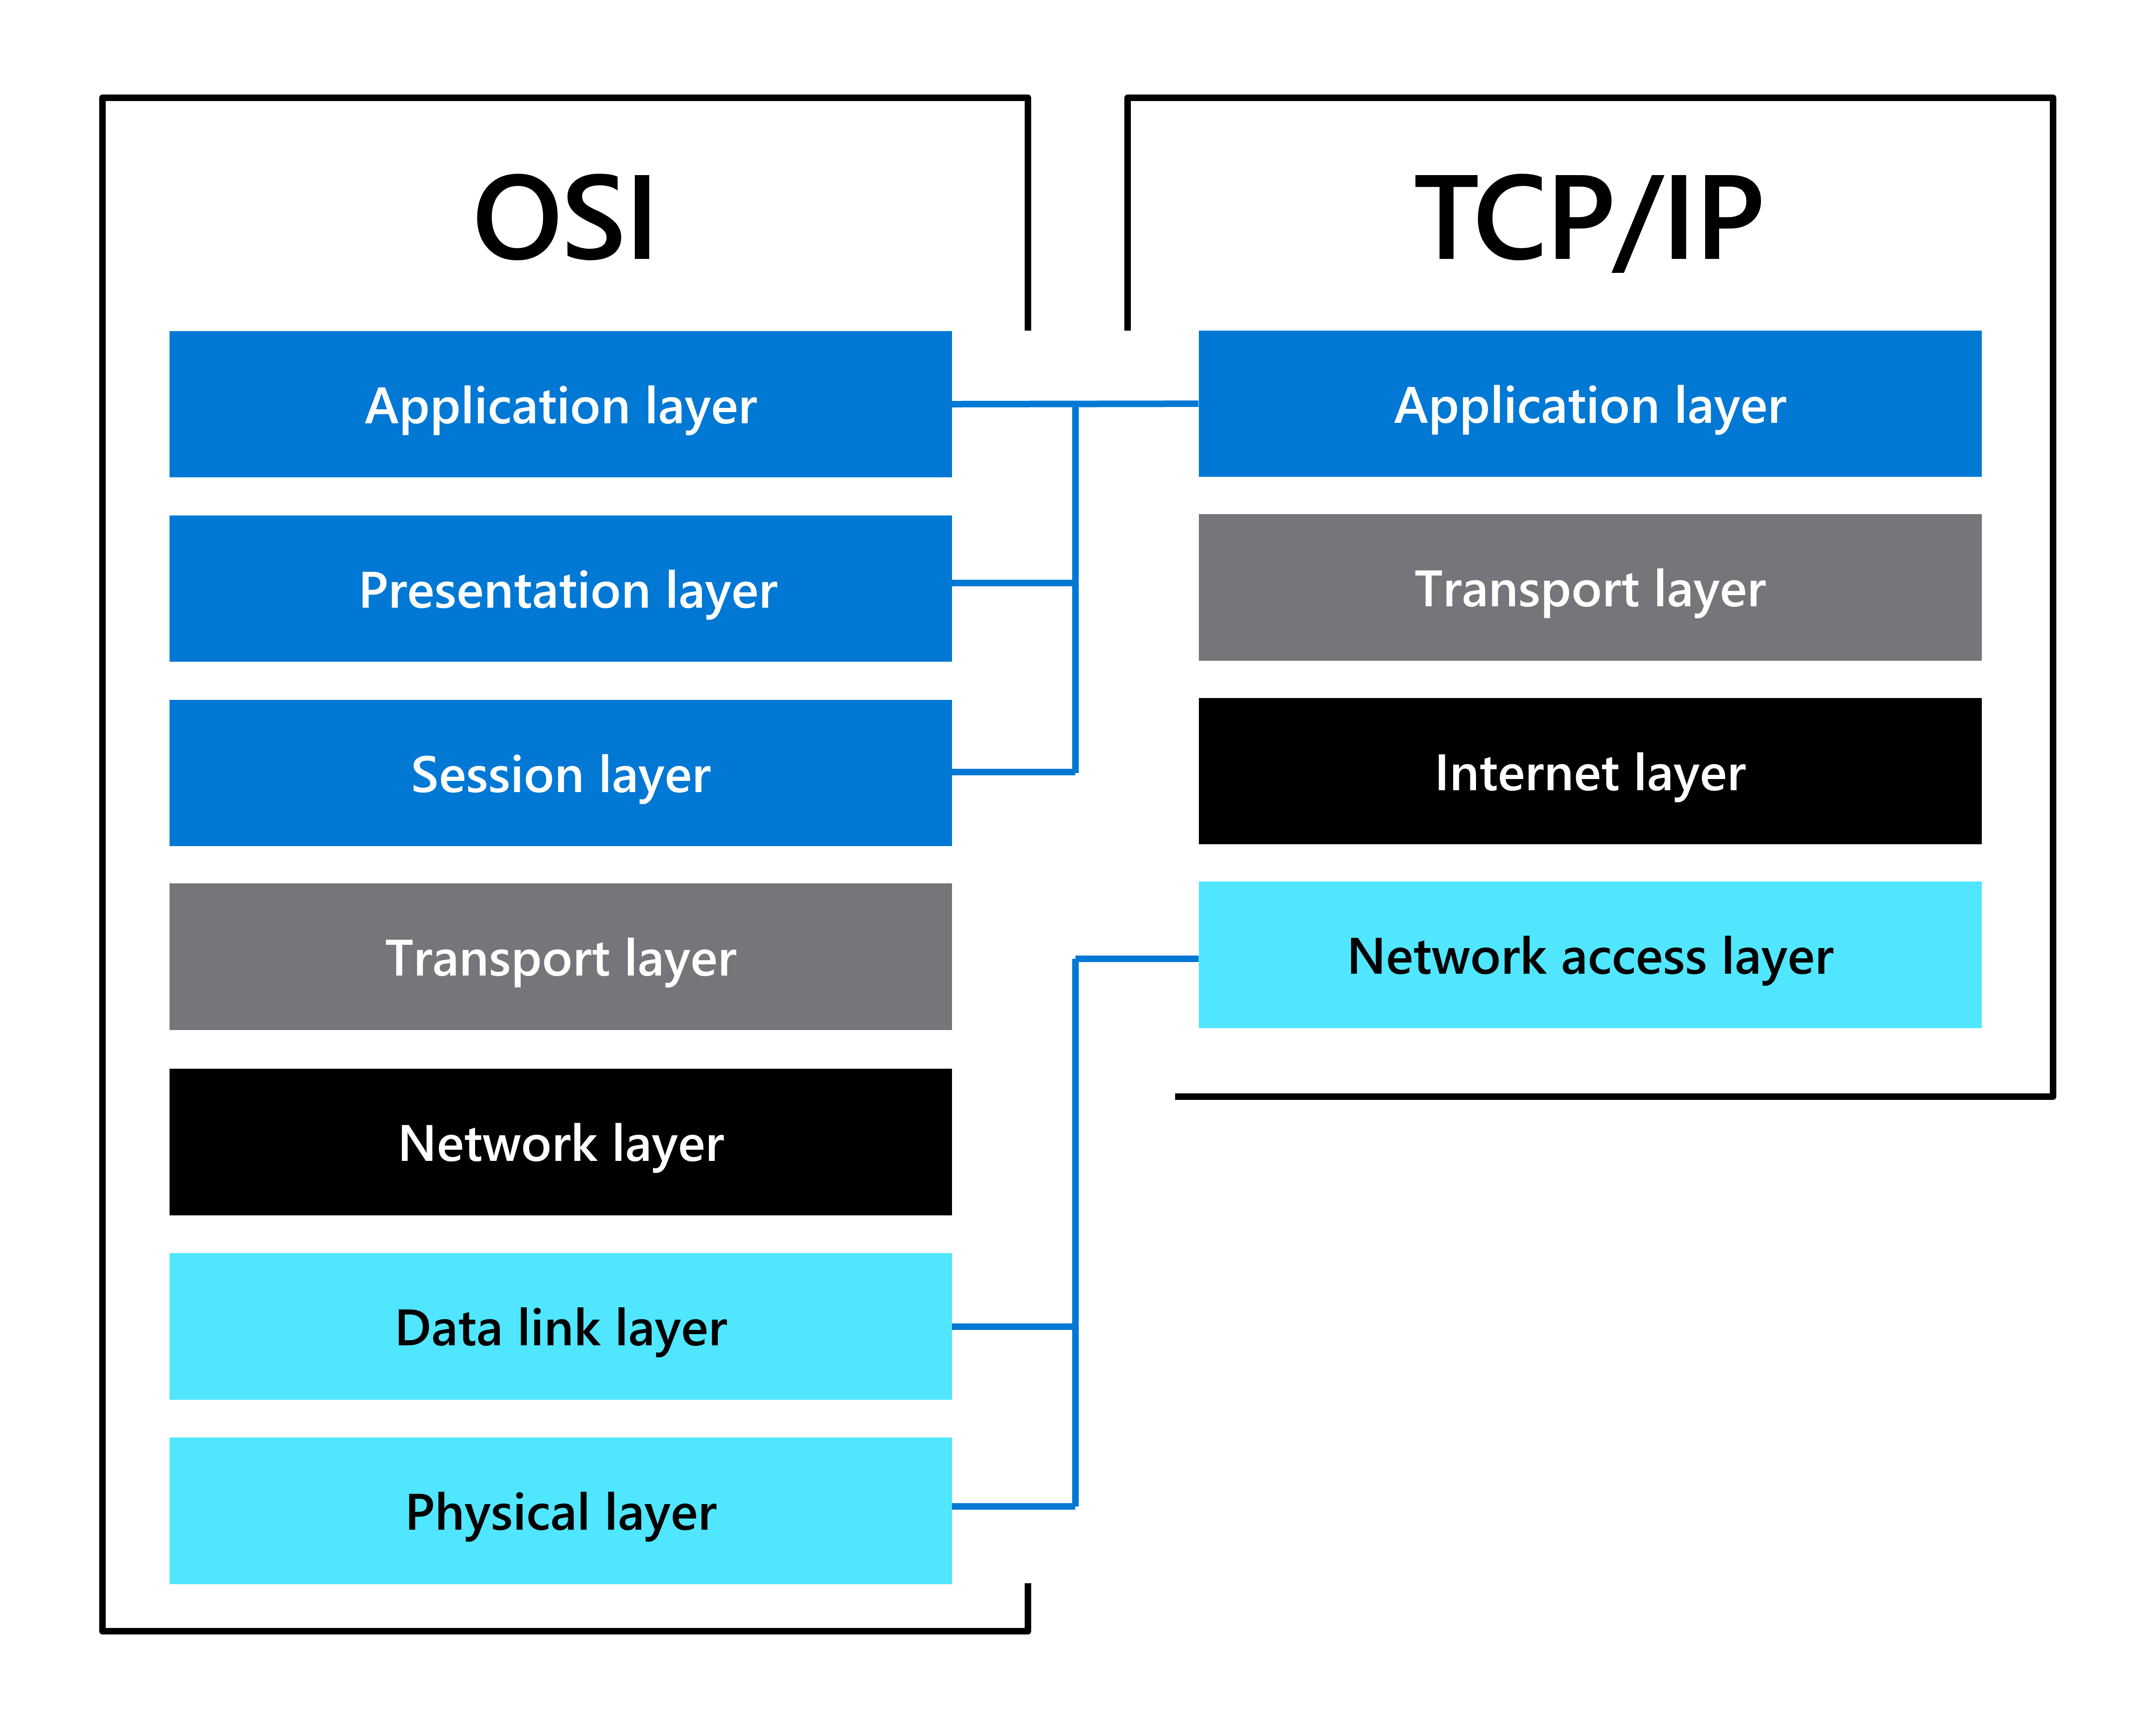 OSI
Application layer
Presentation layer
Session layer
Transport layer
Network layer
Data link layer
Physical layer
TCP/IP
Application layer
Transport layer
Internet layer
Network access layer